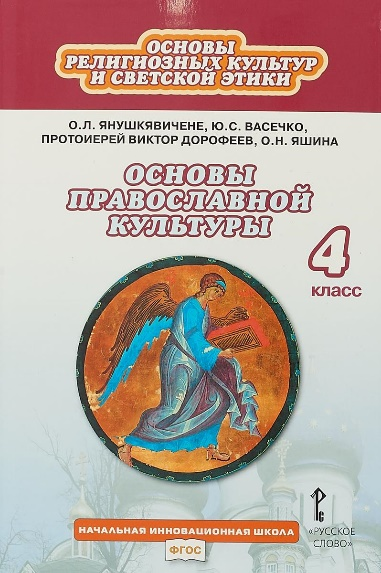 ОСНОВЫ
РЕЛИГИОЗНЫХ КУЛЬТУР
И СВЕТСКОЙ ЭТИКИ
О.Л. ЯНУШКЯВИЧЕНЕ, Ю.С. ВАСЕЧКО,
ПРОТОИЕРЕЙ ВИКТОР ДОРОФЕЕВ, О.Н. ЯШИНА
ОСНОВЫ
ПРАВОСЛАВНОЙ
КУЛЬТУРЫ
4
КЛАСС
РС
«РУССКОЕ
СЛОВО»
НАЧАЛЬНАЯ ИННОВАЦИОННАЯ ШКОЛА
ФГОС